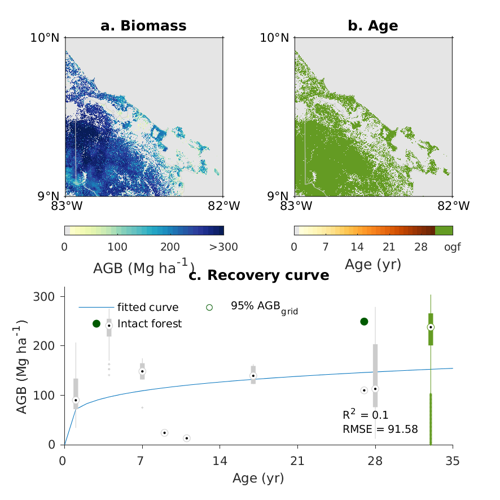 a. Biomass
b. Age
10°N
10°N
9°N
9°N
83°W
82°W
83°W
82°W
0 100 200 >300
0 7 14 21 28 ogf
AGB (Mg ha⁻¹)
Age (yr)
c. Recovery curve
300
200
100
0
AGB (Mg ha⁻¹)
fitted curve
95% AGB_grid
Intact forest
R² = 0.1
RMSE = 91.58
0 7 14 21 28 35
Age (yr)